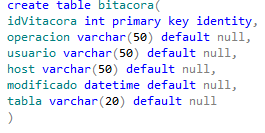 create table bitacora(
idVitacora int primary key identity,
operacion varchar(50) default null,
usuario varchar(50) default null,
host varchar(50) default null,
modificado datetime default null,
tabla varchar(20) default null
)